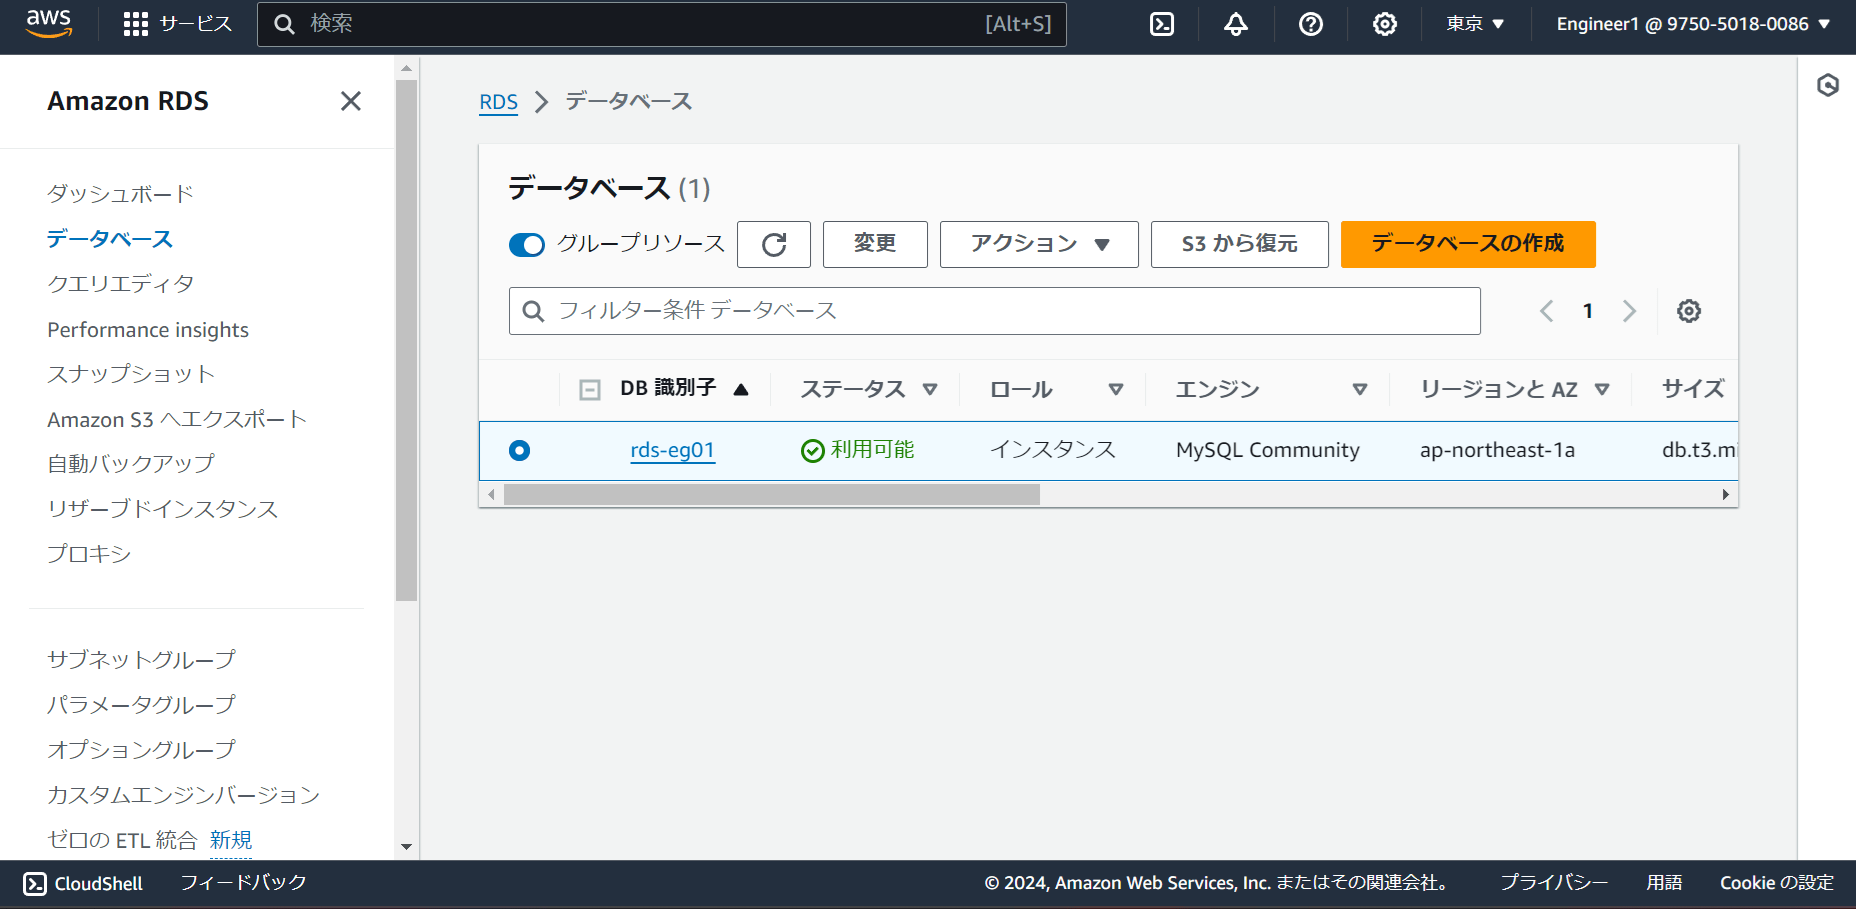 aws サービス 検索 [Alt+S] 東京 Engineer1 @ 9750-5018-0086
Amazon RDS
ダッシュボード
データベース
クエリエディタ
Performance insights
スナップショット
Amazon S3 へエクスポート
自動バックアップ
リザーブドインスタンス
プロキシ
サブネットグループ
パラメータグループ
オプショングループ
カスタムエンジンバージョン
ゼロの ETL 統合 新規
RDS データベース
データベース (1)
グループリソース 変更 アクション S3 から復元 データベースの作成
フィルター条件 データベース 1
DB 識別子 ステータス ロール エンジン リージョンと AZ サイズ
rds-eg01 利用可能 インスタンス MySQL Community ap-northeast-1a db.t3.mi
CloudShell フィードバック © 2024, Amazon Web Services, Inc. またはその関連会社。 プライバシー 用語 Cookie の設定